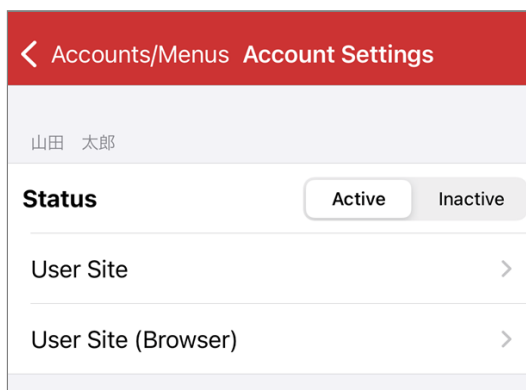 Accounts/Menus Account Settings
山田　太郎
Status Active Inactive
User Site
User Site (Browser)